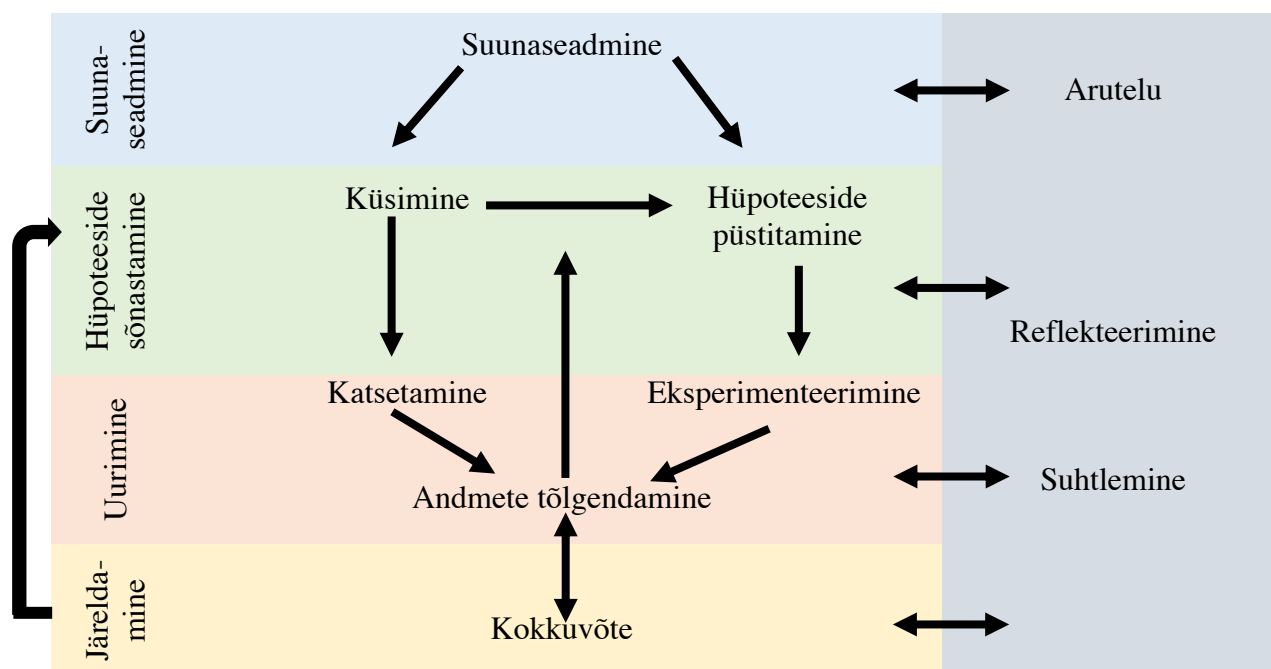 Suuna-
seadmine
Suunaseadmine
Arutelu
Hüpoteeside
sõnastamine
Küsimine
Hüpoteeside
püstitamine
Reflekteerimine
Uurimine
Katsetamine
Eksperimenteerimine
Andmete tõlgendamine
Suhtlemine
Järelda-
mine
Kokkuvõte